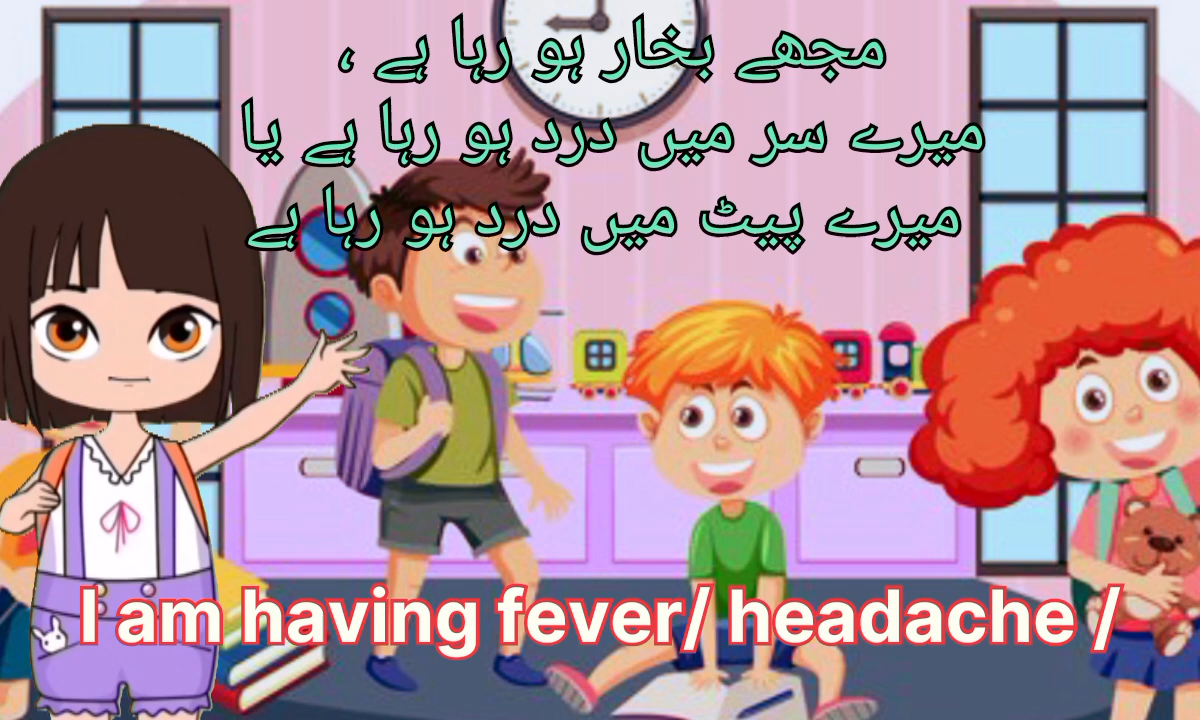 مجھے بخار ہو رہا ہے ،
میرے سر میں درد ہو رہا ہے یا
میرے پیٹ میں درد ہو رہا ہے
I am having fever/ headache /